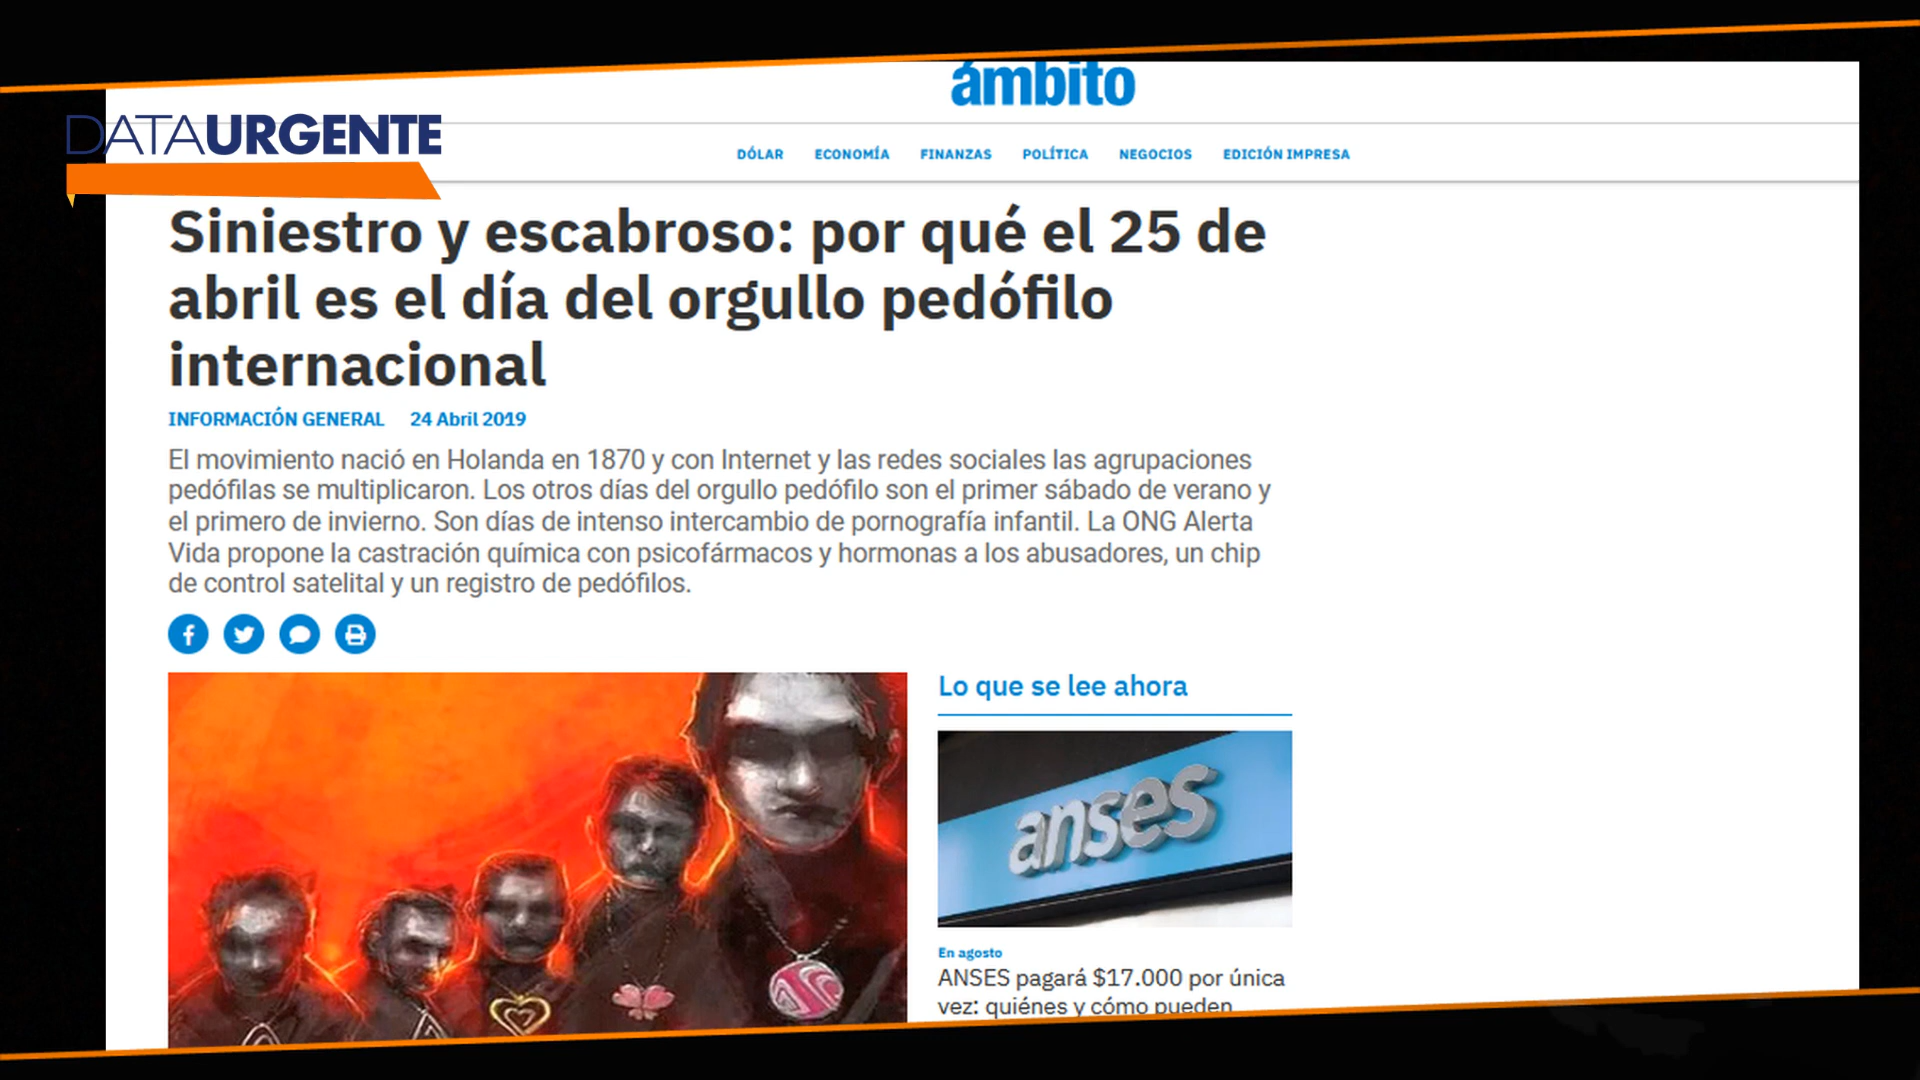 ámbito
DATAURGENTE
DÓLAR ECONOMÍA FINANZAS POLÍTICA NEGOCIOS EDICIÓN IMPRESA
Siniestro y escabroso: por qué el 25 de
abril es el día del orgullo pedófilo
internacional
INFORMACIÓN GENERAL 24 Abril 2019
El movimiento nació en Holanda en 1870 y con Internet y las redes sociales las agrupaciones
pedófilas se multiplicaron. Los otros días del orgullo pedófilo son el primer sábado de verano y
el primero de invierno. Son días de intenso intercambio de pornografía infantil. La ONG Alerta
Vida propone la castración química con psicofármacos y hormonas a los abusadores, un chip
de control satelital y un registro de pedófilos.
Lo que se lee ahora
anses
En agosto
ANSES pagará $17.000 por única
vez: quiénes y cómo pueden